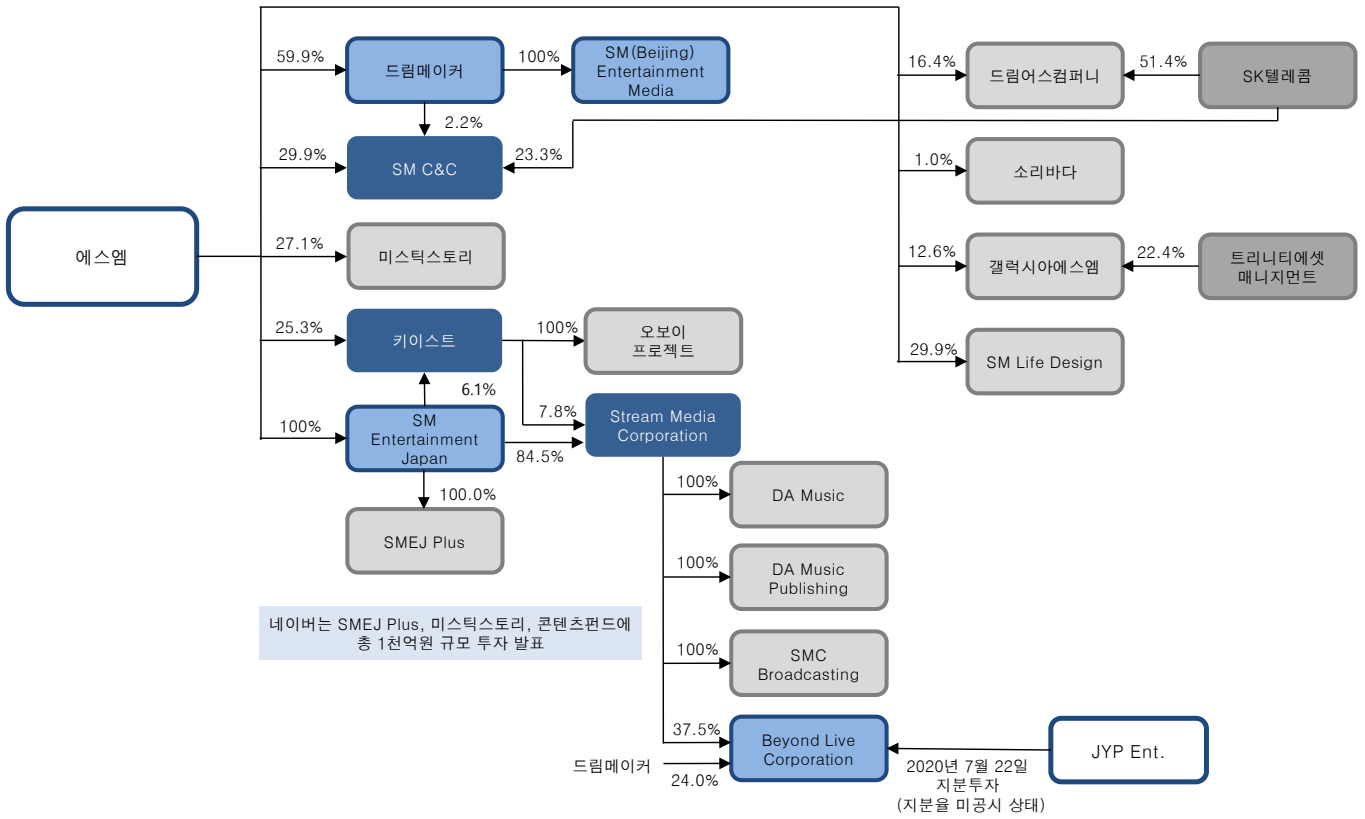 에스엠
59.9%
드림메이커
100%
SM(Beijing)
Entertainment
Media
2.2%
29.9%
SM C&C
23.3%
27.1%
미스틱스토리
25.3%
키이스트
100%
오보이
프로젝트
6.1%
7.8%
Stream Media
Corporation
100%
SM
Entertainment
Japan
84.5%
100.0%
SMEJ Plus
100%
DA Music
100%
DA Music
Publishing
100%
SMC
Broadcasting
37.5%
Beyond Live
Corporation
드림메이커
24.0%
2020년 7월 22일
지분투자
(지분율 미공시 상태)
JYP Ent.
네이버는 SMEJ Plus, 미스틱스토리, 콘텐츠펀드에
총 1천억원 규모 투자 발표
16.4%
드림어스컴퍼니
51.4%
SK텔레콤
1.0%
소리바다
12.6%
갤럭시아에스엠
22.4%
트리니티에셋
매니지먼트
29.9%
SM Life Design